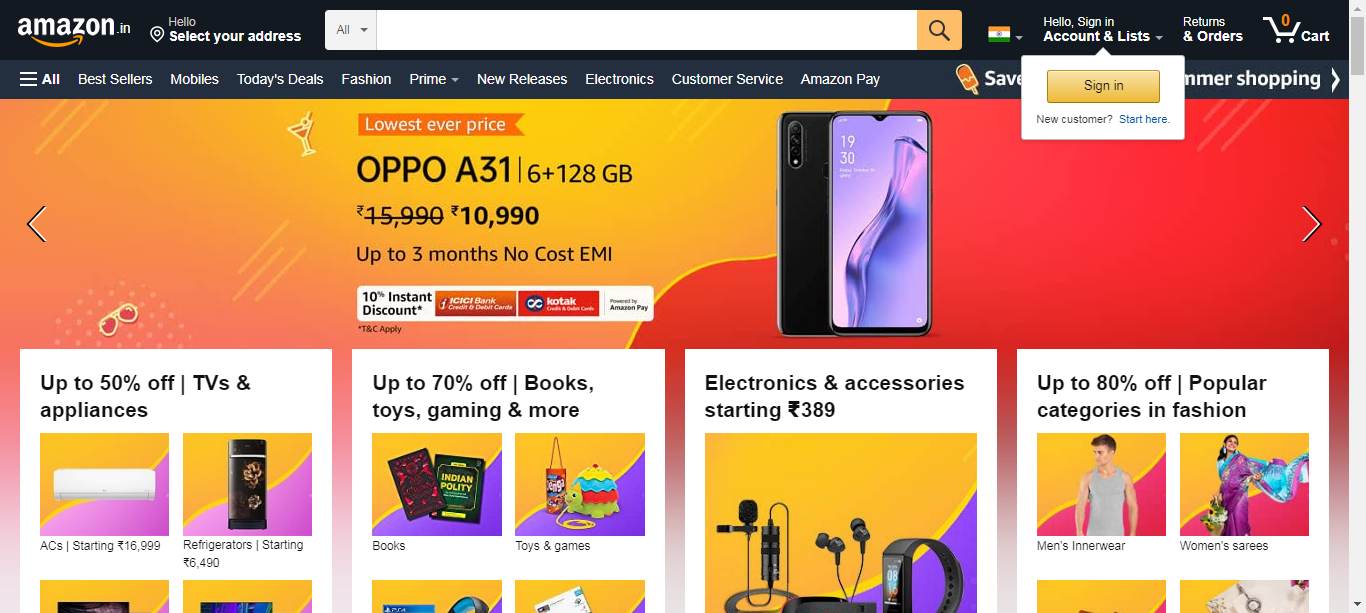 amazon.in
Hello
Select your address
All
Hello, Sign in
Account & Lists
Returns
& Orders
0
Cart
All
Best Sellers
Mobiles
Today's Deals
Fashion
Prime
New Releases
Electronics
Customer Service
Amazon Pay
Save
mmer shopping
Sign in
New customer? Start here.
Lowest ever price
OPPO A31|6+128 GB
₹15,990 ₹10,990
Up to 3 months No Cost EMI
10% Instant
Discount*
ICICI Bank
Credit & Debit Cards
kotak
Credit & Debit Cards
Powered by
Amazon Pay
*T&C Apply
19
30
Up to 50% off | TVs &
appliances
ACs | Starting ₹16,999
Refrigerators | Starting
₹6,490
Up to 70% off | Books,
toys, gaming & more
INDIAN
POLITY
Books
Toys & games
Electronics & accessories
starting ₹389
Up to 80% off | Popular
categories in fashion
Men's Innerwear
Women's sarees